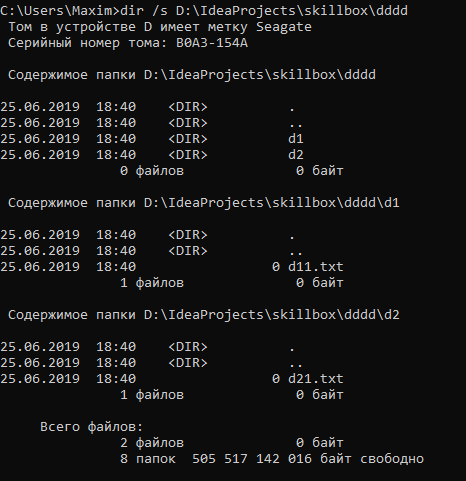 C:\Users\Maxim>dir /s D:\IdeaProjects\skillbox\dddd
Том в устройстве D имеет метку Seagate
Серийный номер тома: B0A3-154A
Содержимое папки D:\IdeaProjects\skillbox\dddd
25.06.2019  18:40    <DIR>          .
25.06.2019  18:40    <DIR>          ..
25.06.2019  18:40    <DIR>          d1
25.06.2019  18:40    <DIR>          d2
0 файлов              0 байт
Содержимое папки D:\IdeaProjects\skillbox\dddd\d1
25.06.2019  18:40    <DIR>          .
25.06.2019  18:40    <DIR>          ..
25.06.2019  18:40                 0 d11.txt
1 файлов              0 байт
Содержимое папки D:\IdeaProjects\skillbox\dddd\d2
25.06.2019  18:40    <DIR>          .
25.06.2019  18:40    <DIR>          ..
25.06.2019  18:40                 0 d21.txt
1 файлов              0 байт
Всего файлов:
2 файлов              0 байт
8 папок  505 517 142 016 байт свободно